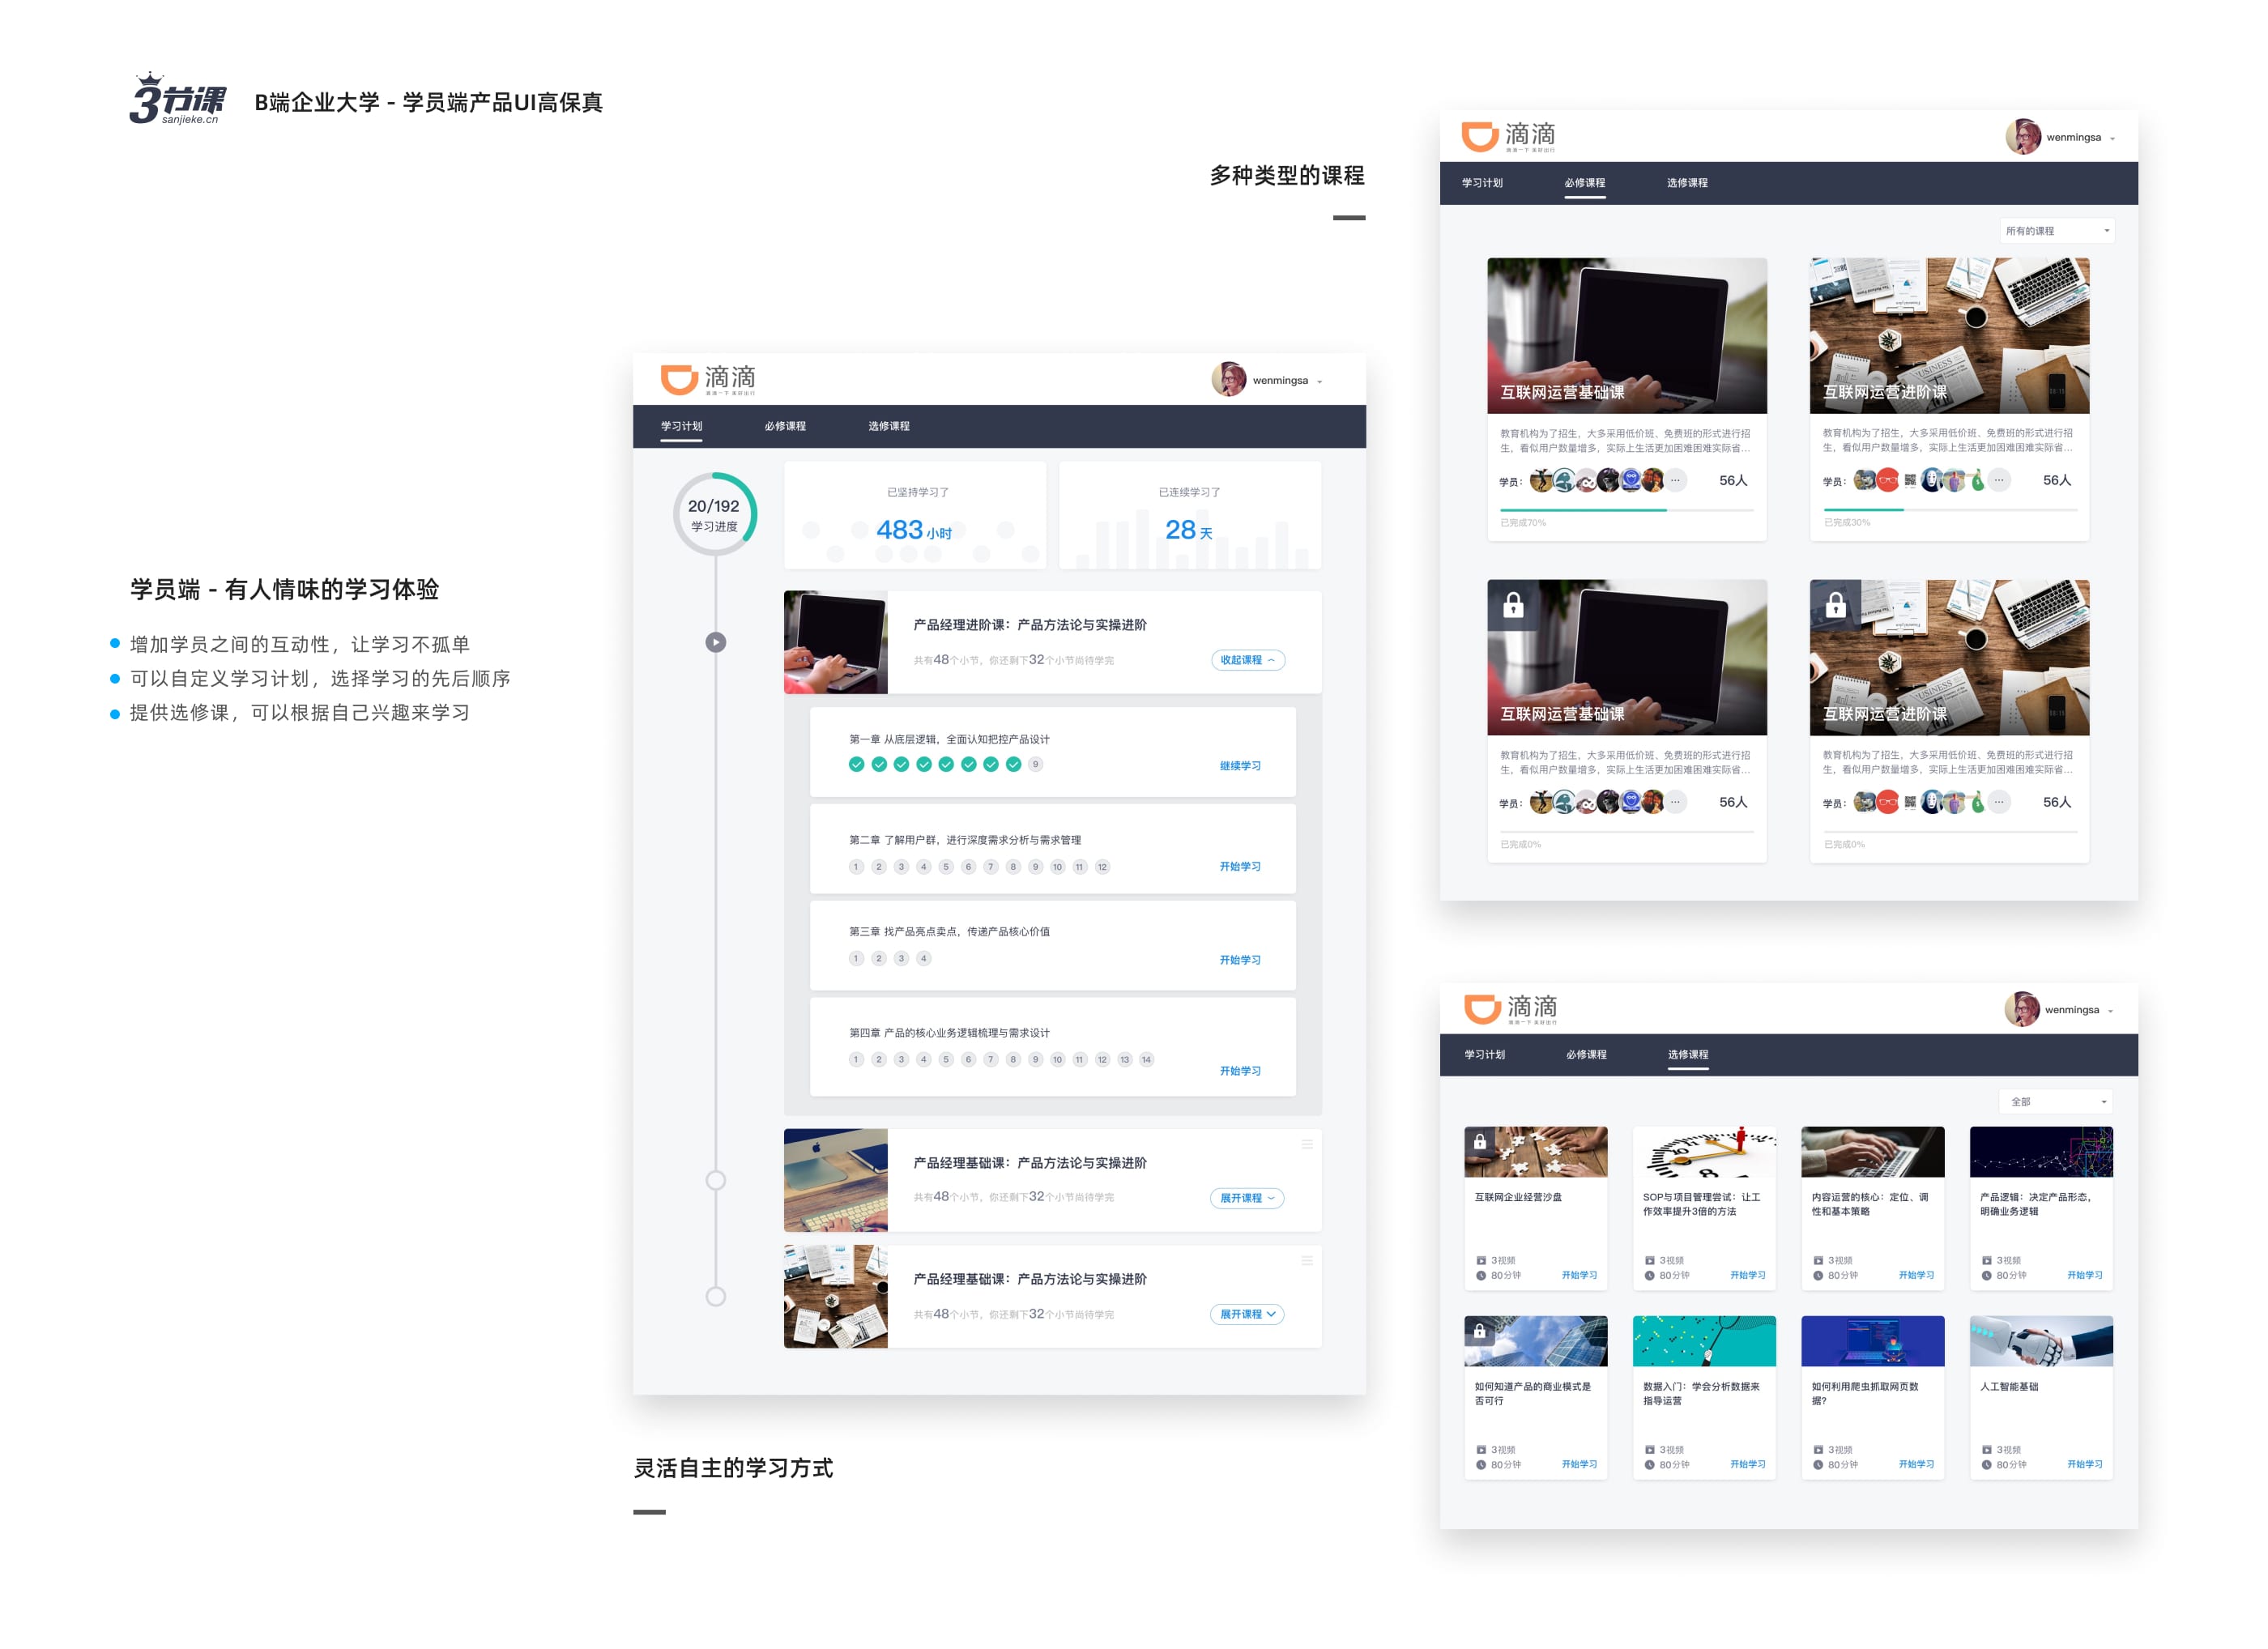 3节课
sanjieke.cn
B端企业大学 - 学员端产品UI高保真
学员端 - 有人情味的学习体验
增加学员之间的互动性，让学习不孤单
可以自定义学习计划，选择学习的先后顺序
提供选修课，可以根据自己兴趣来学习
滴滴
滴滴一下 美好出行
wenmingsa
学习计划
必修课程
选修课程
20/192
学习进度
已坚持学习了
483 小时
已连续学习了
28 天
产品经理进阶课：产品方法论与实操进阶
共有48个小节，你还剩下32个小节尚待学完
收起课程
第一章 从底层逻辑，全面认知把控产品设计
9
继续学习
第二章 了解用户群，进行深度需求分析与需求管理
1 2 3 4 5 6 7 8 9 10 11 12
开始学习
第三章 找产品亮点卖点，传递产品核心价值
1 2 3 4
开始学习
第四章 产品的核心业务逻辑梳理与需求设计
1 2 3 4 5 6 7 8 9 10 11 12 13 14
开始学习
产品经理基础课：产品方法论与实操进阶
共有48个小节，你还剩下32个小节尚待学完
展开课程
产品经理基础课：产品方法论与实操进阶
共有48个小节，你还剩下32个小节尚待学完
展开课程
灵活自主的学习方式
多种类型的课程
滴滴
滴滴一下 美好出行
wenmingsa
学习计划
必修课程
选修课程
所有的课程
互联网运营基础课
教育机构为了招生，大多采用低价班、免费班的形式进行招
生，看似用户数量增多，实际上生活更加困难困难实际省...
学员：
56人
已完成70%
互联网运营进阶课
教育机构为了招生，大多采用低价班、免费班的形式进行招
生，看似用户数量增多，实际上生活更加困难困难实际省...
学员：
56人
已完成30%
互联网运营基础课
教育机构为了招生，大多采用低价班、免费班的形式进行招
生，看似用户数量增多，实际上生活更加困难困难实际省...
学员：
56人
已完成0%
互联网运营进阶课
教育机构为了招生，大多采用低价班、免费班的形式进行招
生，看似用户数量增多，实际上生活更加困难困难实际省...
学员：
56人
已完成0%
滴滴
滴滴一下 美好出行
wenmingsa
学习计划
必修课程
选修课程
全部
互联网企业经营沙盘
3视频
80分钟
开始学习
SOP与项目管理尝试：让工
作效率提升3倍的方法
3视频
80分钟
开始学习
内容运营的核心：定位、调
性和基本策略
3视频
80分钟
开始学习
产品逻辑：决定产品形态，
明确业务逻辑
3视频
80分钟
开始学习
如何知道产品的商业模式是
否可行
3视频
80分钟
开始学习
数据入门：学会分析数据来
指导运营
3视频
80分钟
开始学习
如何利用爬虫抓取网页数
据?
3视频
80分钟
开始学习
人工智能基础
3视频
80分钟
开始学习